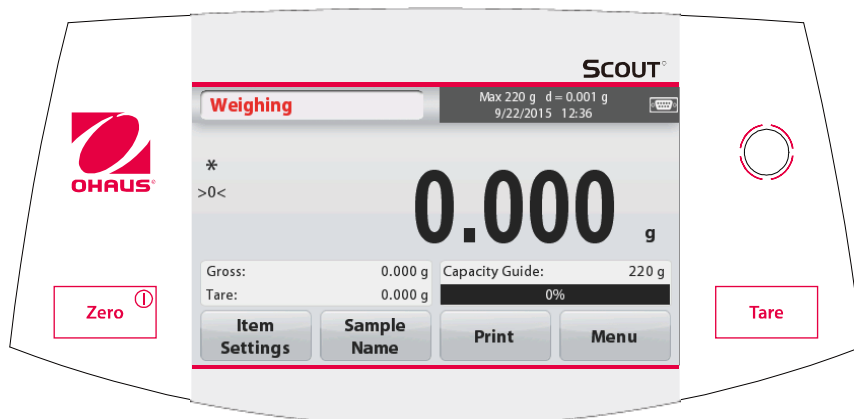 SCOUT
Weighing
Max 220 g d = 0.001 g
9/22/2015 12:36
*
>0<
0.000 g
OHAUS
Gross: 0.000 g
Tare: 0.000 g
Capacity Guide: 220 g
0%
Zero
Tare
Item
Settings
Sample
Name
Print
Menu